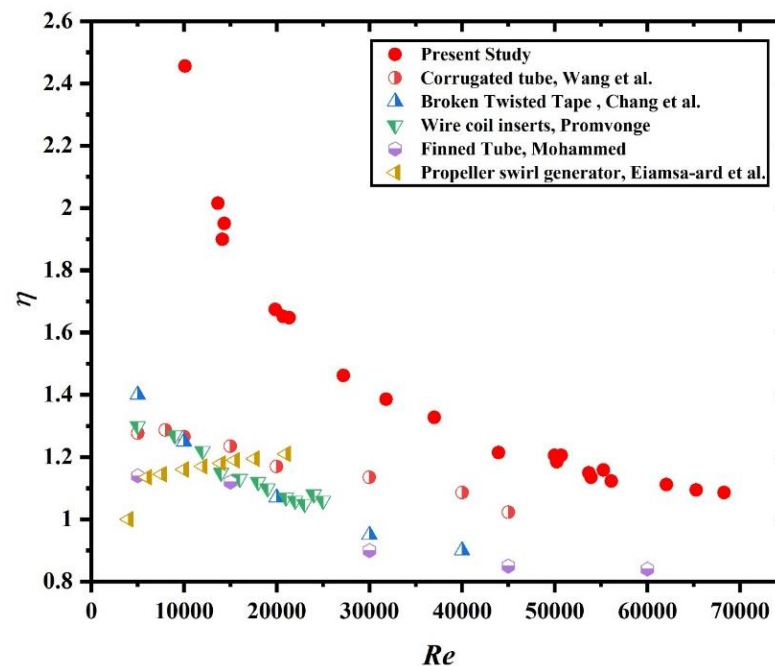 2.6
2.4
2.2
2
1.8
1.6
1.4
1.2
1
0.8
η
Present Study
Corrugated tube, Wang et al.
Broken Twisted Tape , Chang et al.
Wire coil inserts, Promvonge
Finned Tube, Mohammed
Propeller swirl generator, Eiamsa-ard et al.
0 10000 20000 30000 40000 50000 60000 70000
Re